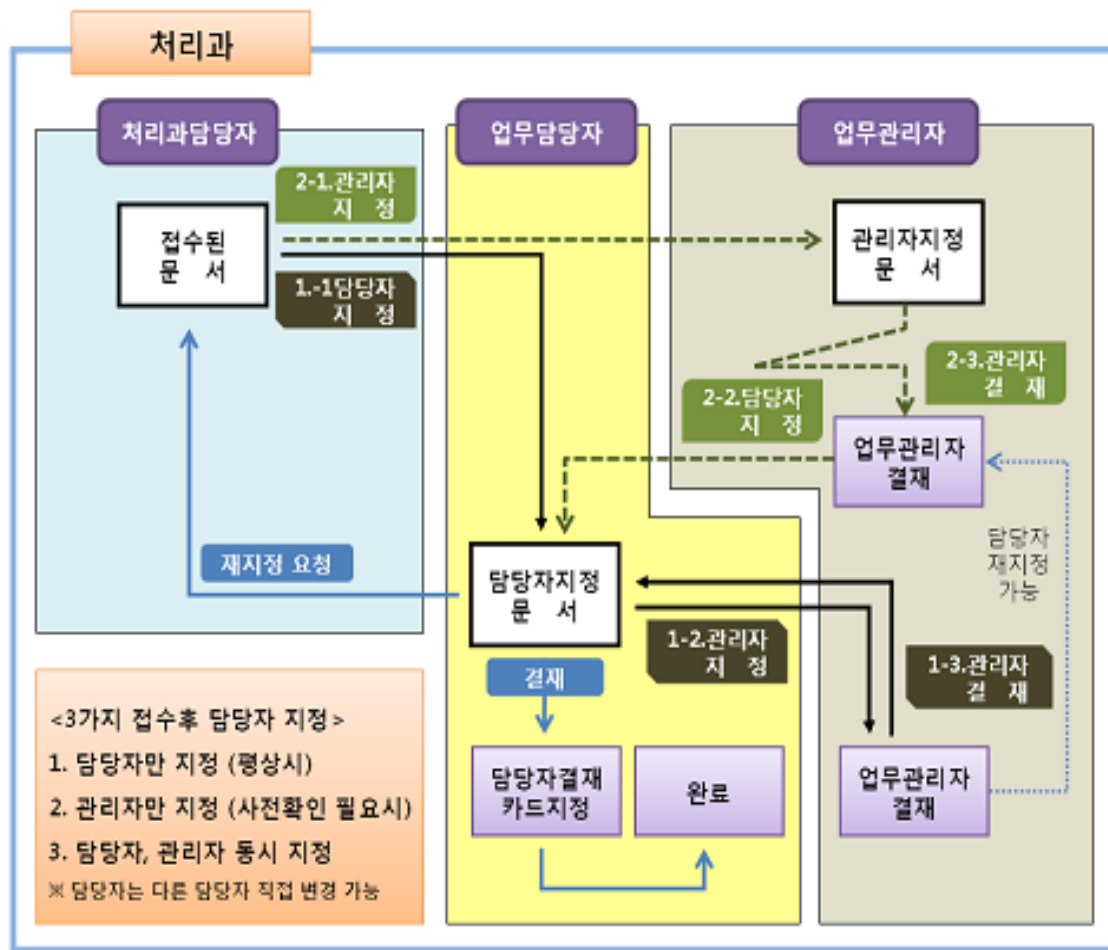 처리과
처리과담당자
업무담당자
업무관리자
2-1.관리자
지 정
접수된
문 서
1.-1담당자
지 정
관리자지정
문 서
2-3.관리자
결 재
2-2.담당자
지 정
업무관리자
결재
담당자
재지정
가능
재지정 요청
담당자지정
문 서
1-2.관리자
지 정
1-3.관리자
결 재
결재
담당자결재
카드지정
완료
업무관리자
결재
<3가지 접수후 담당자 지정>
1. 담당자만 지정 (평상시)
2. 관리자만 지정 (사전확인 필요시)
3. 담당자, 관리자 동시 지정
※ 담당자는 다른 담당자 직접 변경 가능